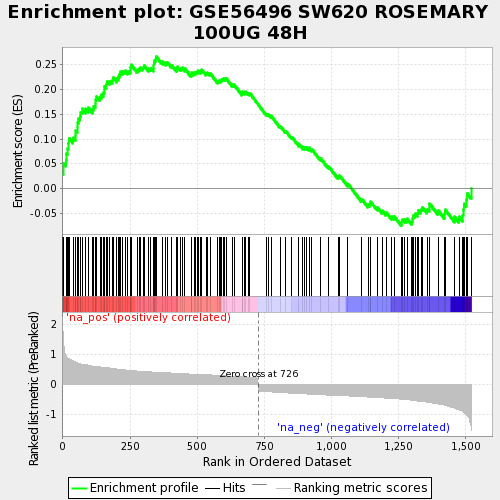 Enrichment plot: GSE56496 SW620 ROSEMARY
100UG 48H
Enrichment score (ES)
0.25
0.20
0.15
0.10
0.05
0.00
-0.05
Ranked list metric (PreRanked)
2
1
0
-1
'na_pos' (positively correlated)
Zero cross at 726
'na_neg' (negatively correlated)
0
250
500
750
1,000
1,250
1,500
Rank in Ordered Dataset
Enrichment profile
Hits
Ranking metric scores